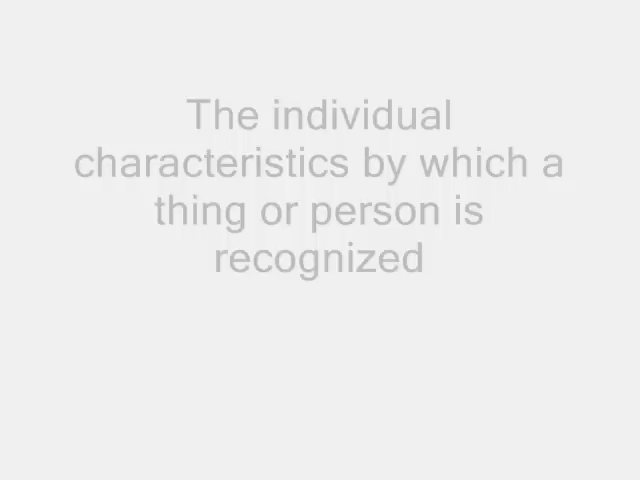 The individual
characteristics by which a
thing or person is
recognized